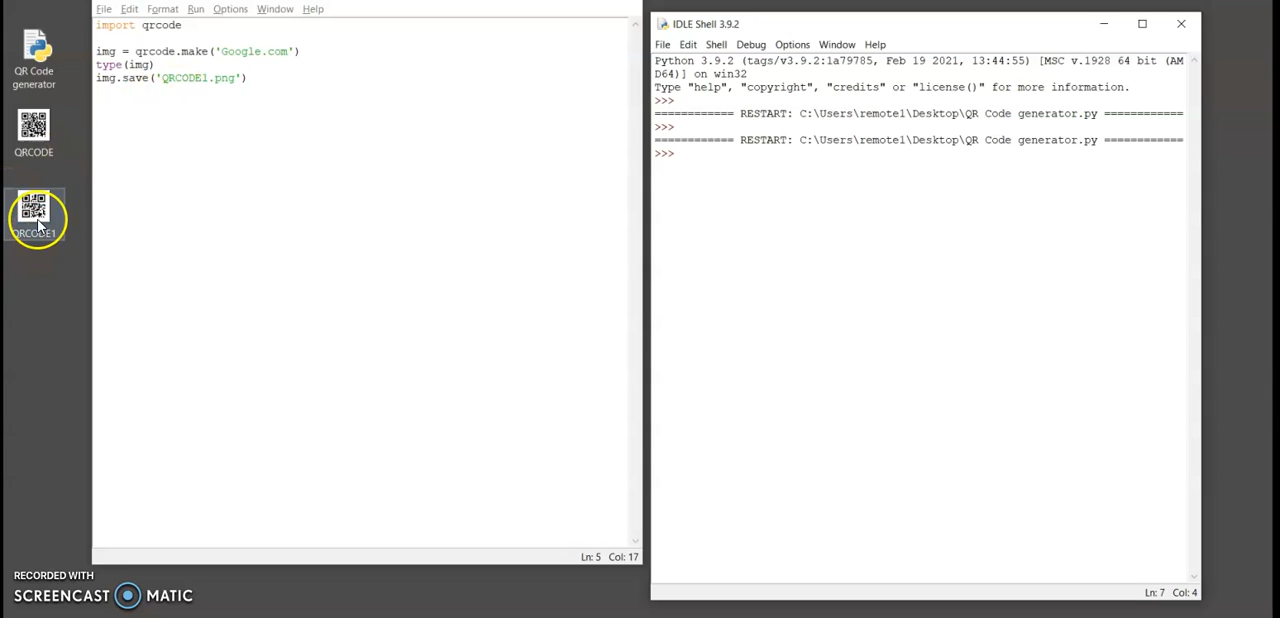 QR Code
generator
QRCODE
QRCODE1
File Edit Format Run Options Window Help
import qrcode
img = qrcode.make('Google.com')
type(img)
img.save('QRCODE1.png')
Ln: 5 Col: 17
IDLE Shell 3.9.2
File Edit Shell Debug Options Window Help
Python 3.9.2 (tags/v3.9.2:1a79785, Feb 19 2021, 13:44:55) [MSC v.1928 64 bit (AM
D64)] on win32
Type "help", "copyright", "credits" or "license()" for more information.
>>>
============ RESTART: C:\Users\remote1\Desktop\QR Code generator.py ============
>>>
============ RESTART: C:\Users\remote1\Desktop\QR Code generator.py ============
>>>
Ln: 7 Col: 4
RECORDED WITH
SCREENCAST MATIC